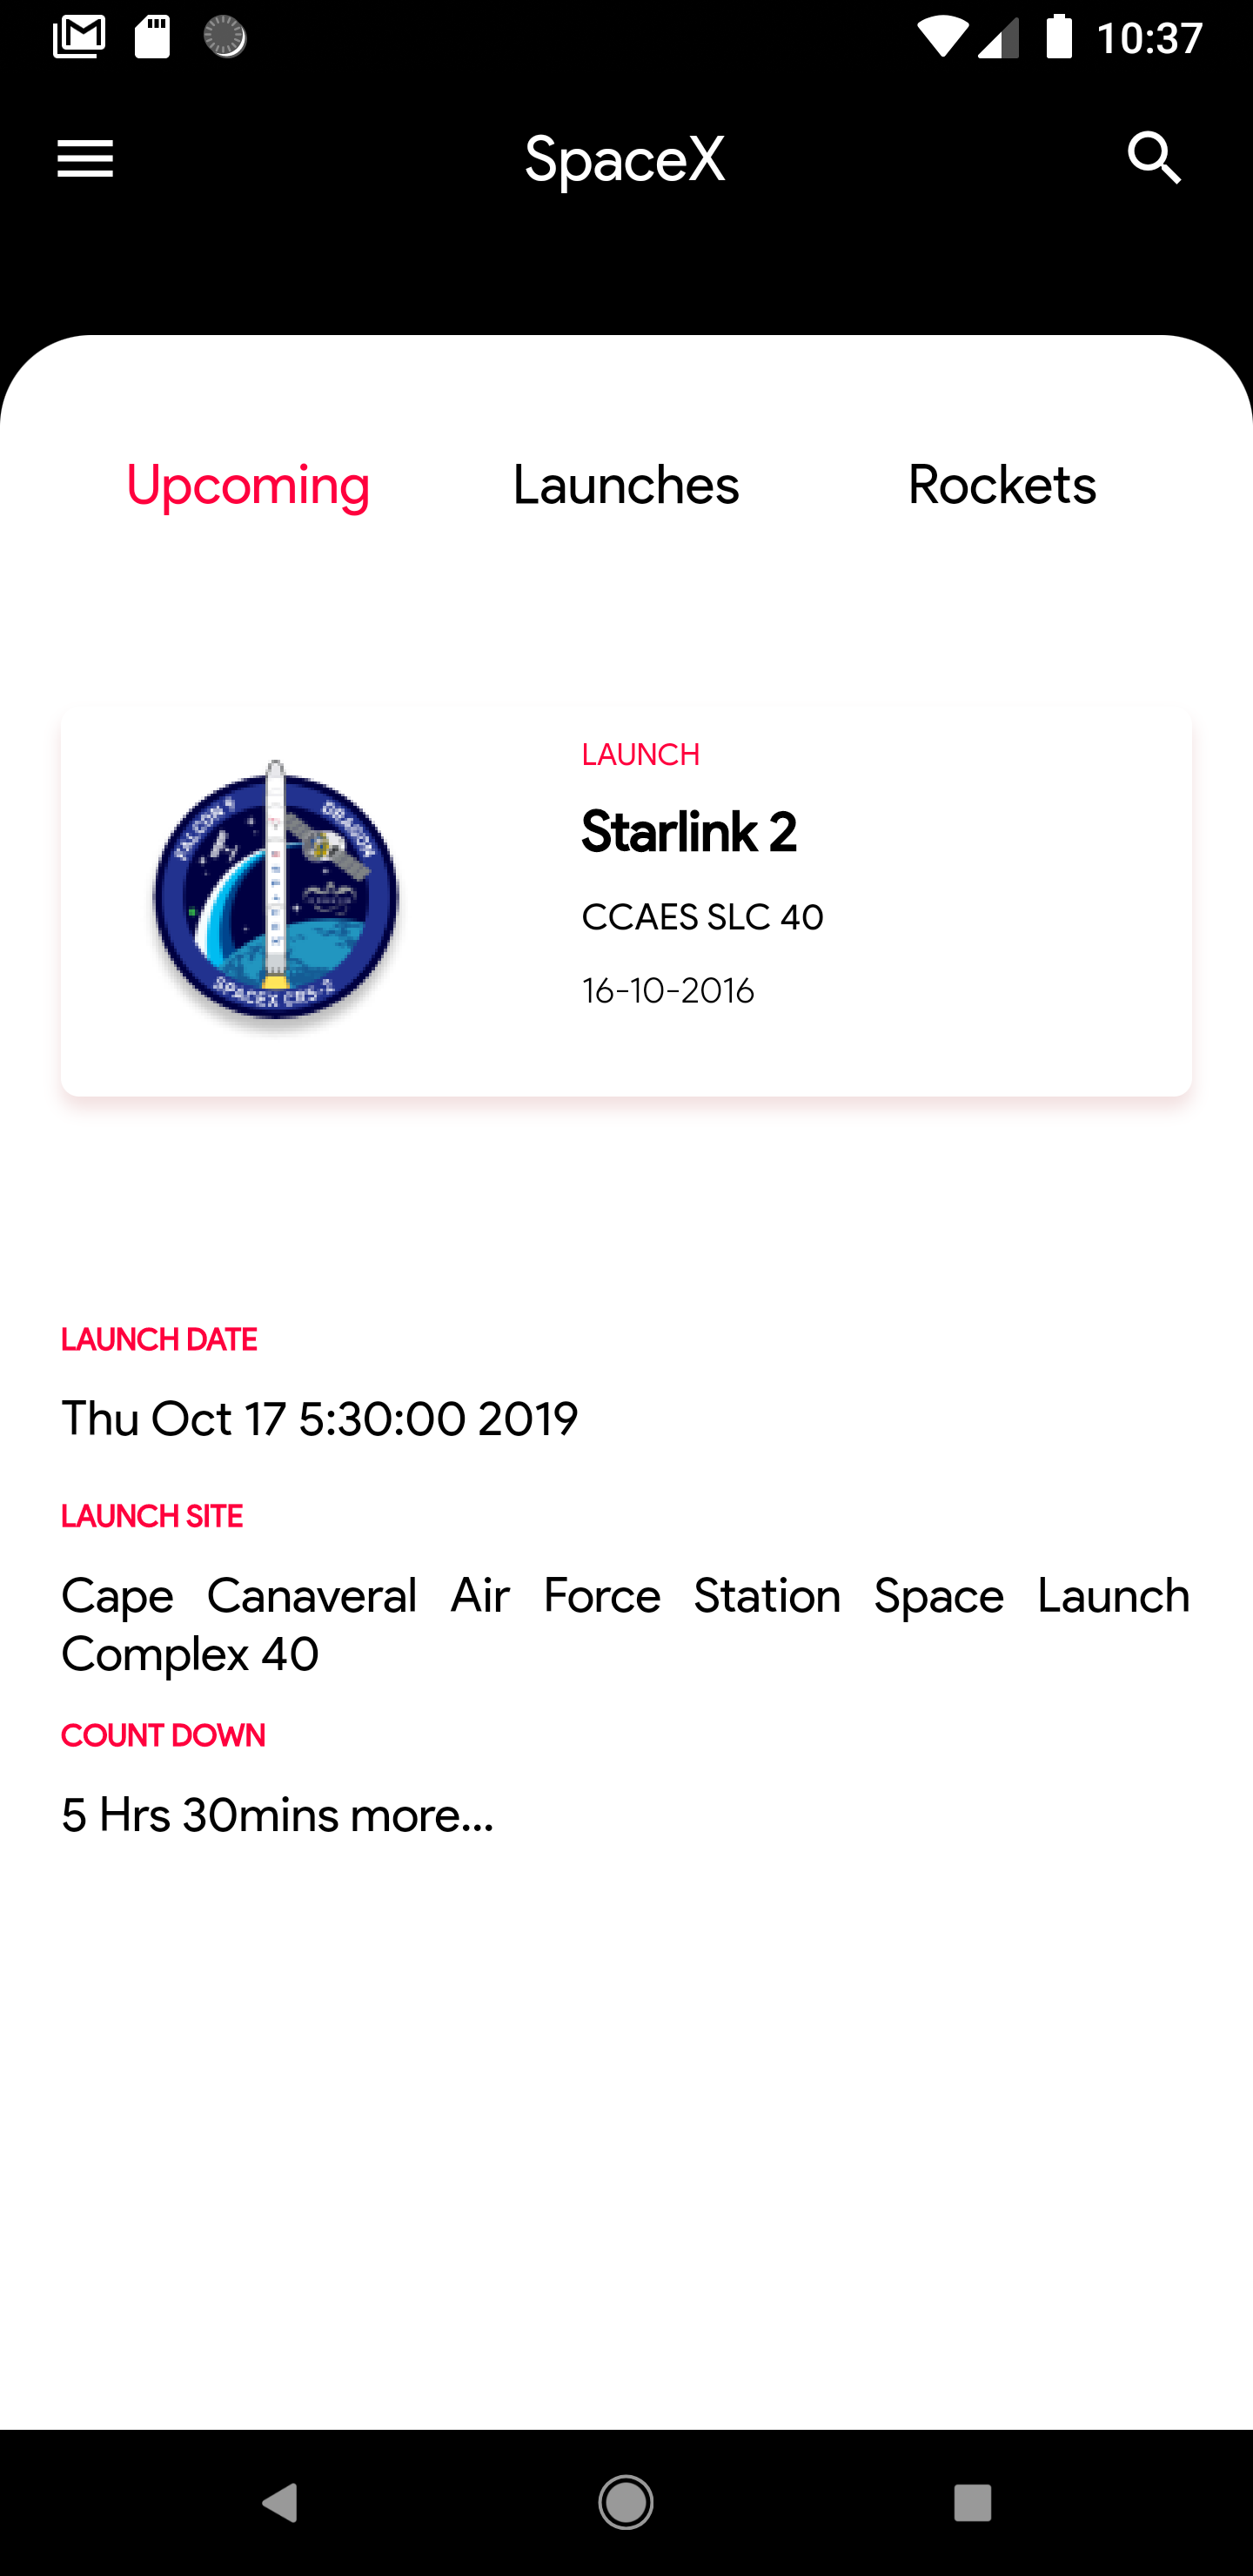 10:37
SpaceX
Upcoming Launches Rockets
LAUNCH
Starlink 2
CCAES SLC 40
16-10-2016
FALCON 9
DRAGON
SPACEX CRS-2
LAUNCH DATE
Thu Oct 17 5:30:00 2019
LAUNCH SITE
Cape Canaveral Air Force Station Space Launch
Complex 40
COUNT DOWN
5 Hrs 30mins more...